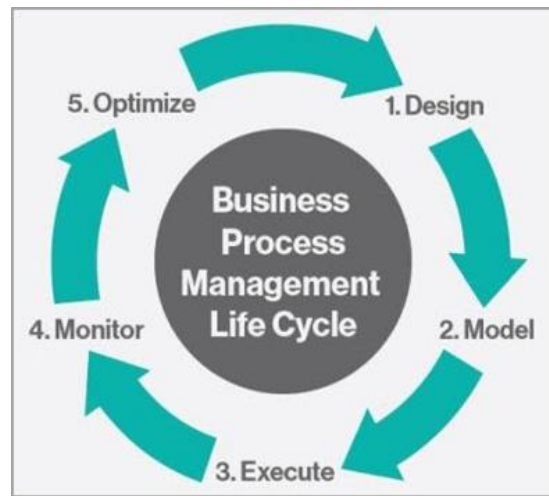 5. Optimize
1. Design
Business
Process
Management
Life Cycle
4. Monitor
2. Model
3. Execute